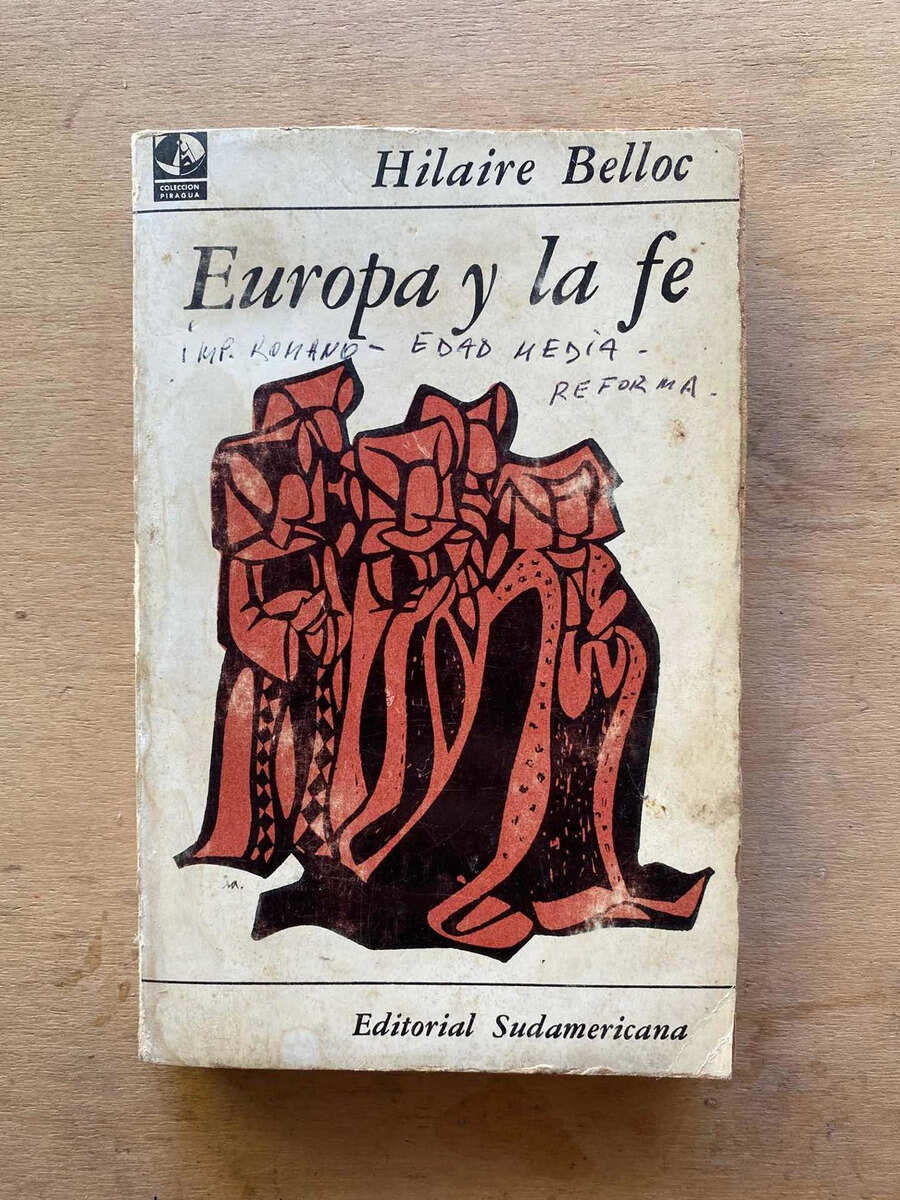 COLECCION
PIRAGUA
Hilaire Belloc
Europa y la fe
IMP. ROMANO - EDAD MEDIA -
REFORMA.
Editorial Sudamericana